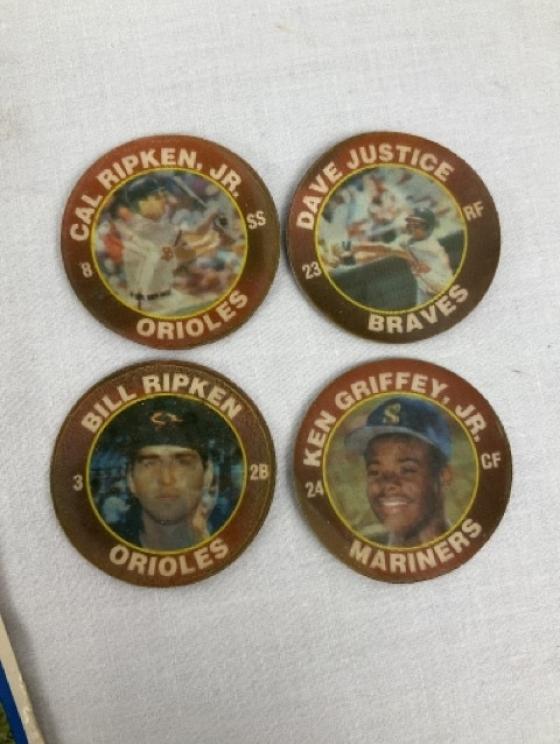 CAL RIPKEN, JR.
8
SS
ORIOLES
DAVE JUSTICE
23
RF
BRAVES
BILL RIPKEN
3
2B
ORIOLES
KEN GRIFFEY, JR.
24
CF
MARINERS
S